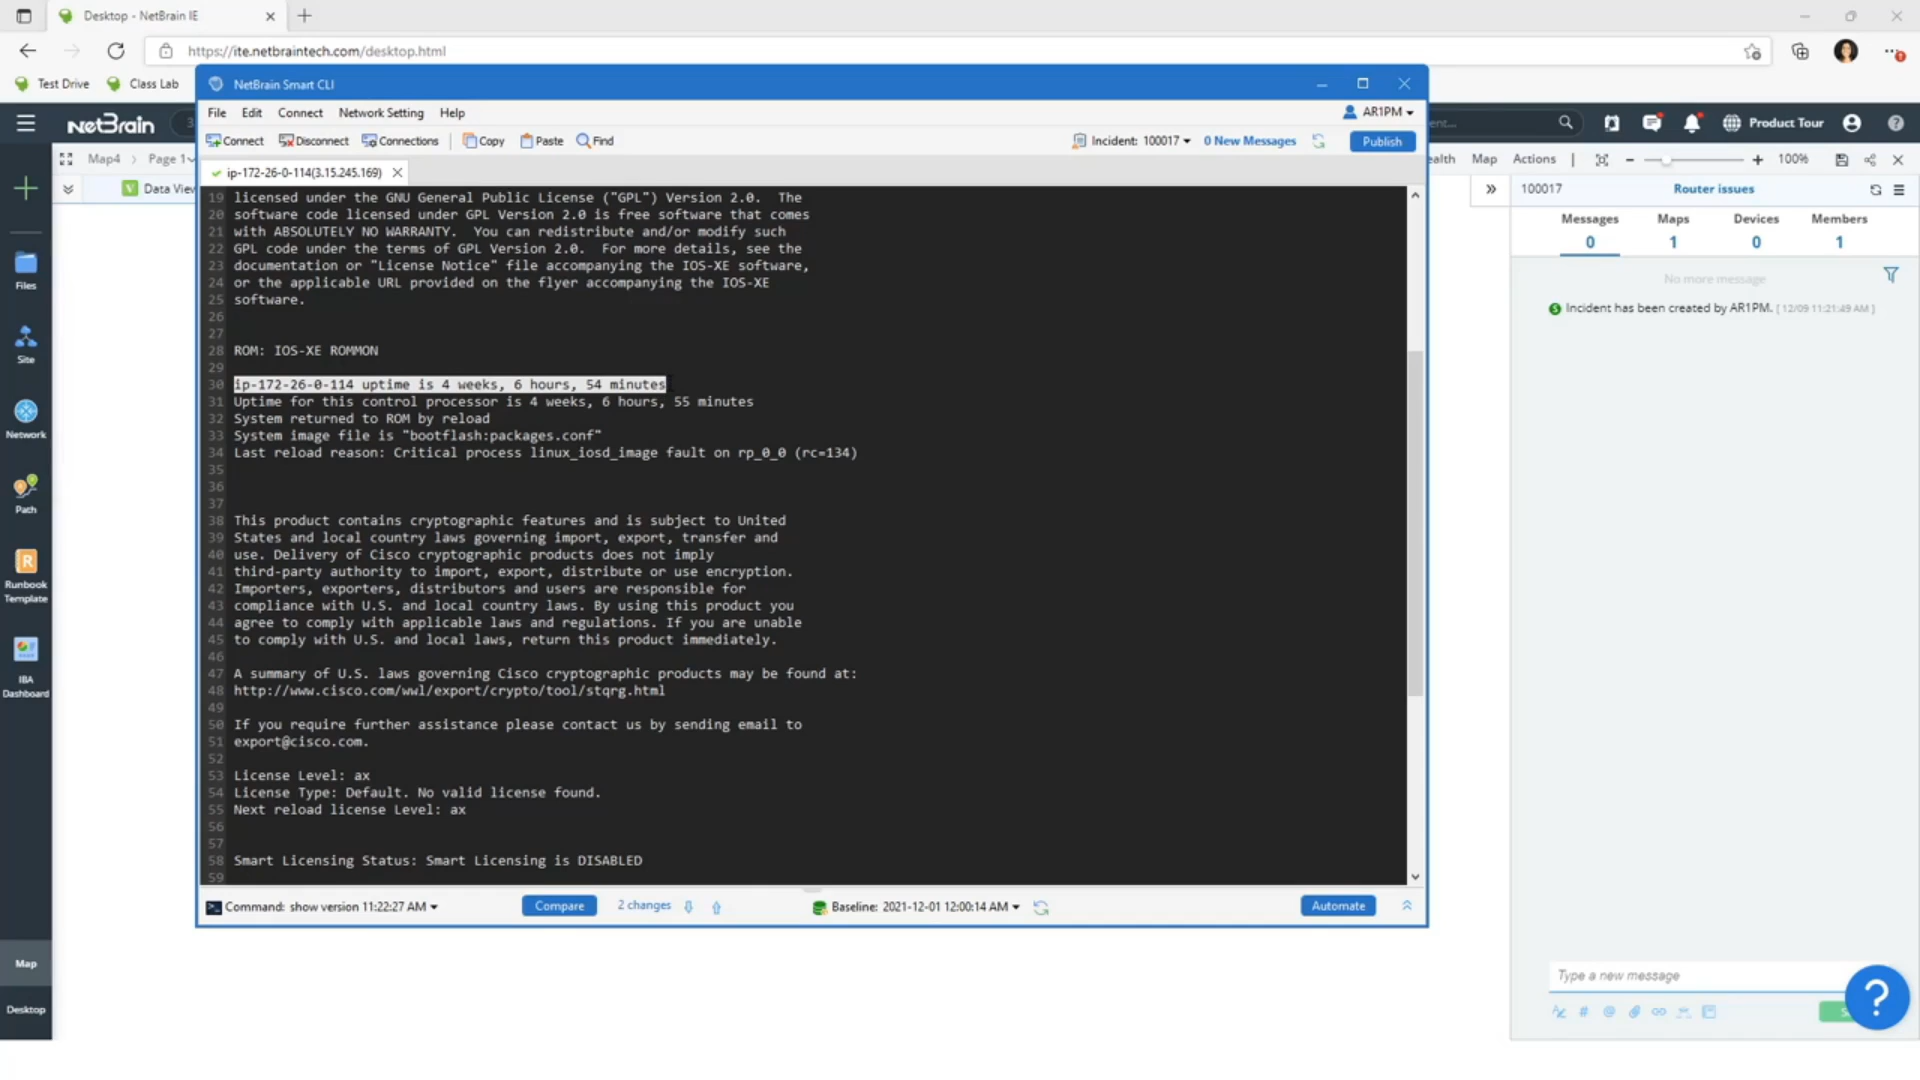 Desktop - NetBrain IE
https://ite.netbraintech.com/desktop.html
Test Drive
Class Lab
NetBrain Smart CLI
File Edit Connect Network Setting Help
AR1PM
Connect Disconnect Connections Copy Paste Find
Incident: 100017 0 New Messages Publish
ip-172-26-0-114(3.15.245.169)
19 licensed under the GNU General Public License ("GPL") Version 2.0. The
20 software code licensed under GPL Version 2.0 is free software that comes
21 with ABSOLUTELY NO WARRANTY. You can redistribute and/or modify such
22 GPL code under the terms of GPL Version 2.0. For more details, see the
23 documentation or "License Notice" file accompanying the IOS-XE software,
24 or the applicable URL provided on the flyer accompanying the IOS-XE
25 software.
26
27
28 ROM: IOS-XE ROMMON
29
30 ip-172-26-0-114 uptime is 4 weeks, 6 hours, 54 minutes
31 Uptime for this control processor is 4 weeks, 6 hours, 55 minutes
32 System returned to ROM by reload
33 System image file is "bootflash:packages.conf"
34 Last reload reason: Critical process linux_iosd_image fault on rp_0_0 (rc=134)
35
36
37
38 This product contains cryptographic features and is subject to United
39 States and local country laws governing import, export, transfer and
40 use. Delivery of Cisco cryptographic products does not imply
41 third-party authority to import, export, distribute or use encryption.
42 Importers, exporters, distributors and users are responsible for
43 compliance with U.S. and local country laws. By using this product you
44 agree to comply with applicable laws and regulations. If you are unable
45 to comply with U.S. and local laws, return this product immediately.
46
47 A summary of U.S. laws governing Cisco cryptographic products may be found at:
48 http://www.cisco.com/wwl/export/crypto/tool/stqrg.html
49
50 If you require further assistance please contact us by sending email to
51 export@cisco.com.
52
53 License Level: ax
54 License Type: Default. No valid license found.
55 Next reload license Level: ax
56
57
58 Smart Licensing Status: Smart Licensing is DISABLED
59
Command: show version 11:22:27 AM Compare 2 changes Baseline: 2021-12-01 12:00:14 AM Automate
NetBrain
3
Product Tour
Map4 Page 1
Map Actions 100%
Data View
Files
Site
Network
Path
Runbook
Template
IBA
Dashboard
Map
Desktop
100017 Router issues
Messages Maps Devices Members
0 1 0 1
No more message
Incident has been created by AR1PM. [ 12/09 11:21:49 AM ]
Type a new message